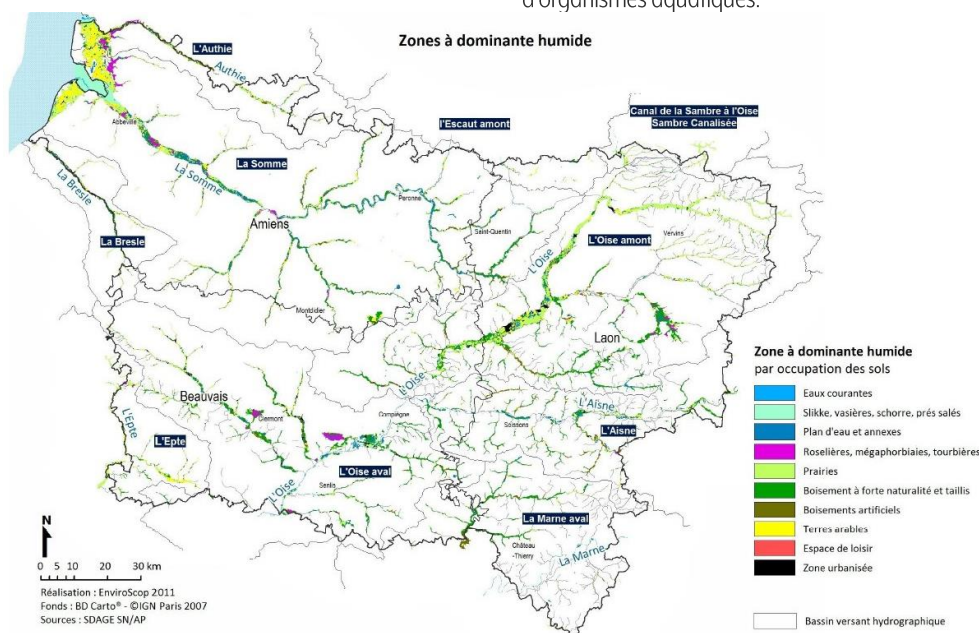 d'organismes aquatiques.
Zones à dominante humide
L'Authie
Authie
l'Escaut amont
Canal de la Sambre à l'Oise
Sambre Canalisée
Abbeville
La Somme
La Somme
La Bresle
Peronne
Amiens
Saint-Quentin
L'Oise amont
Vervins
L'Oise
La Bresle
Montdidier
Laon
L'Oise
Beauvais
Clermont
Compiègne
L'Aisne
Soissons
L'Aisne
L'Epte
L'Epte
L'Oise aval
Senlis
L'Oise
La Marne aval
Château
-Thierry
La Marne
Zone à dominante humide
par occupation des sols
Eaux courantes
Slikke, vasières, schorre, prés salés
Plan d'eau et annexes
Roselières, mégaphorbiaies, tourbières
Prairies
Boisement à forte naturalité et taillis
Boisements artificiels
Terres arables
Espace de loisir
Zone urbanisée
Bassin versant hydrographique
N
0 5 10 20 30 km
Réalisation : EnviroScop 2011
Fonds : BD Carto® - ©IGN Paris 2007
Sources : SDAGE SN/AP